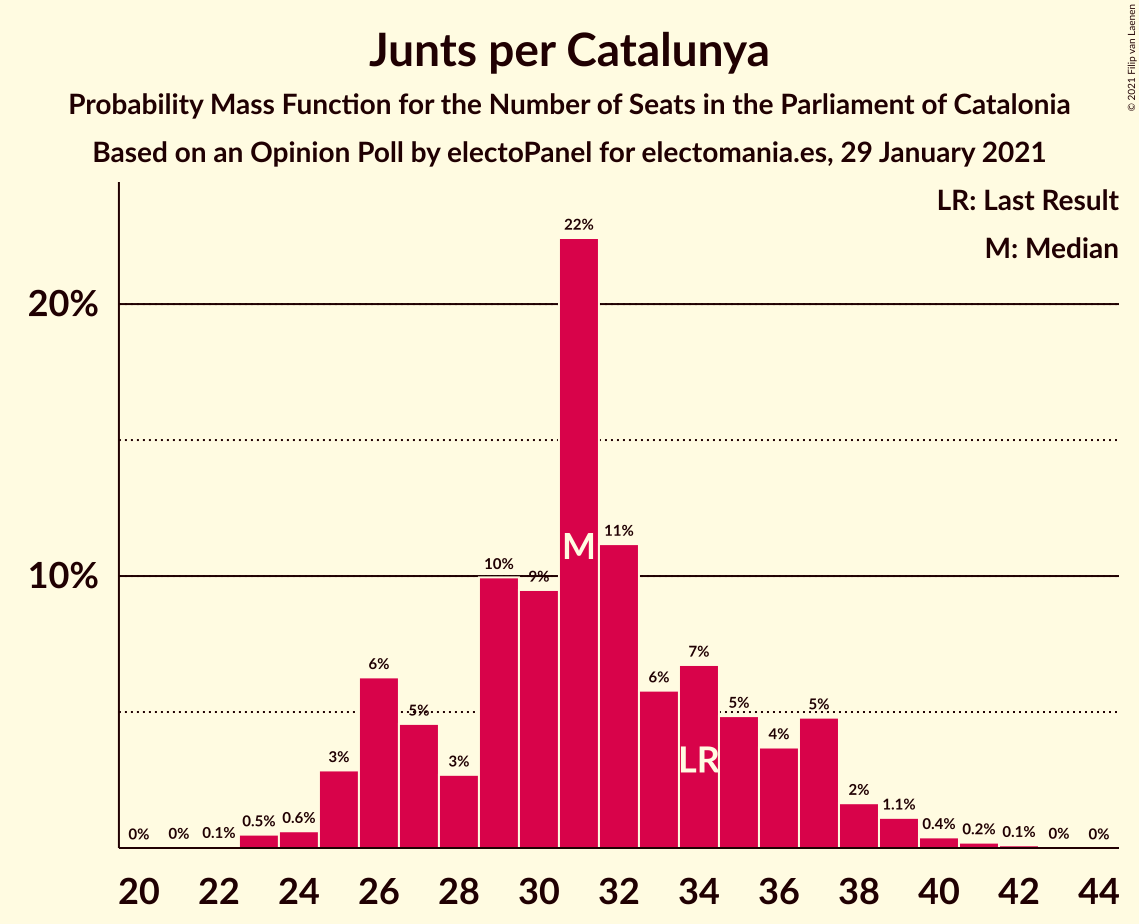 Junts per Catalunya
Probability Mass Function for the Number of Seats in the Parliament of Catalonia
Based on an Opinion Poll by electoPanel for electomania.es, 29 January 2021
© 2021 Filip van Laenen
LR: Last Result
M: Median
20%
10%
0% 0% 0.1% 0.5% 0.6% 3% 6% 5% 3% 10% 9% 22% 11% 6% 7% 5% 4% 5% 2% 1.1% 0.4% 0.2% 0.1% 0% 0%
M
LR
20 22 24 26 28 30 32 34 36 38 40 42 44